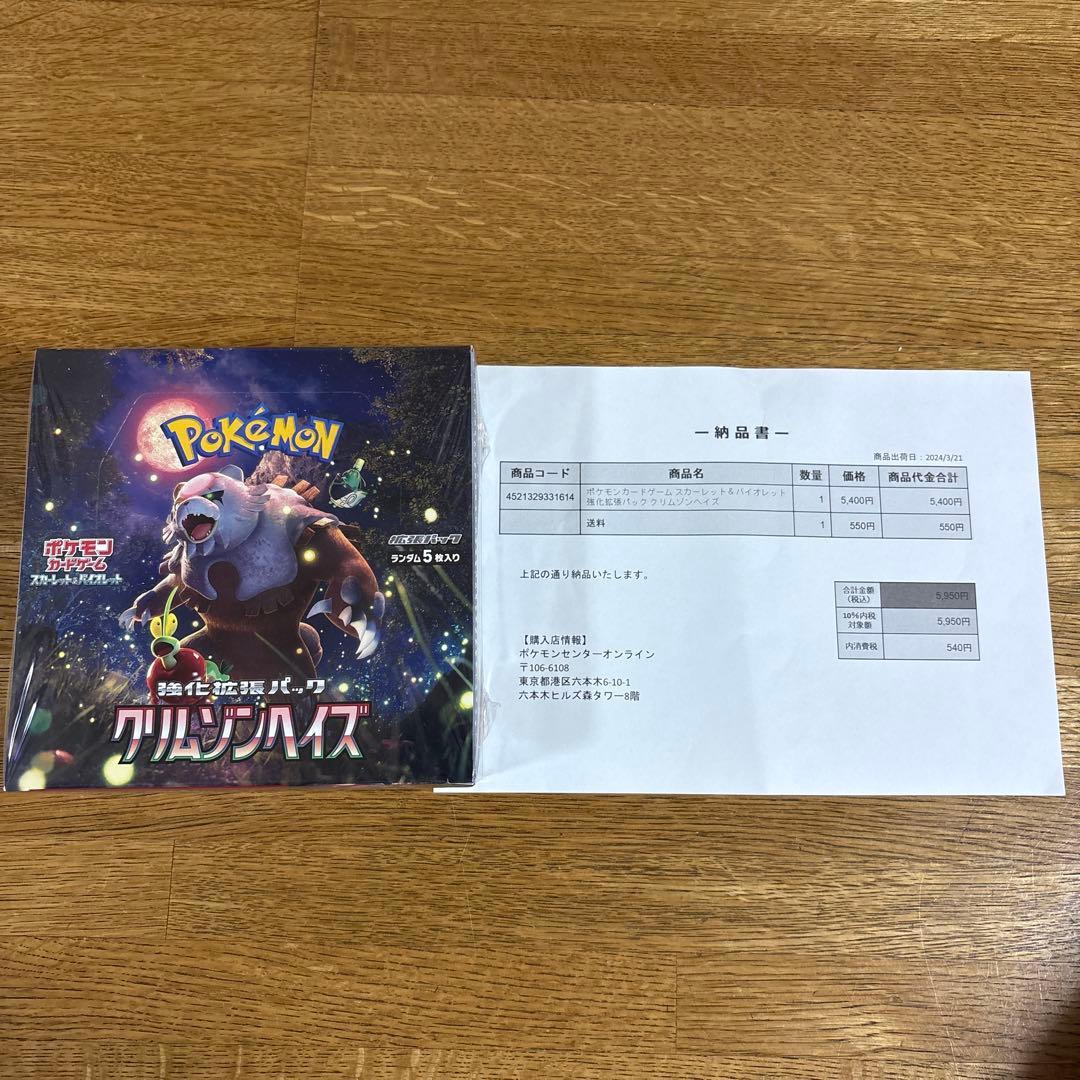 POKÉMON
ポケモン
カードゲーム
スカーレット&バイオレット
拡張パック
ランダム5枚入り
強化拡張パック
クリムゾンヘイズ
ー納品書ー
商品出荷日：2024/3/21
商品コード 商品名 数量 価格 商品代金合計
4521329331614 ポケモンカードゲーム スカーレット＆バイオレット 1 5,400円 5,400円
強化拡張パック クリムゾンヘイズ
送料 1 550円 550円
上記の通り納品いたします。
合計金額 5,950円
(税込)
10%内税 5,950円
対象額
内消費税 540円
【購入店情報】
ポケモンセンターオンライン
〒106-6108
東京都港区六本木6-10-1
六本木ヒルズ森タワー8階